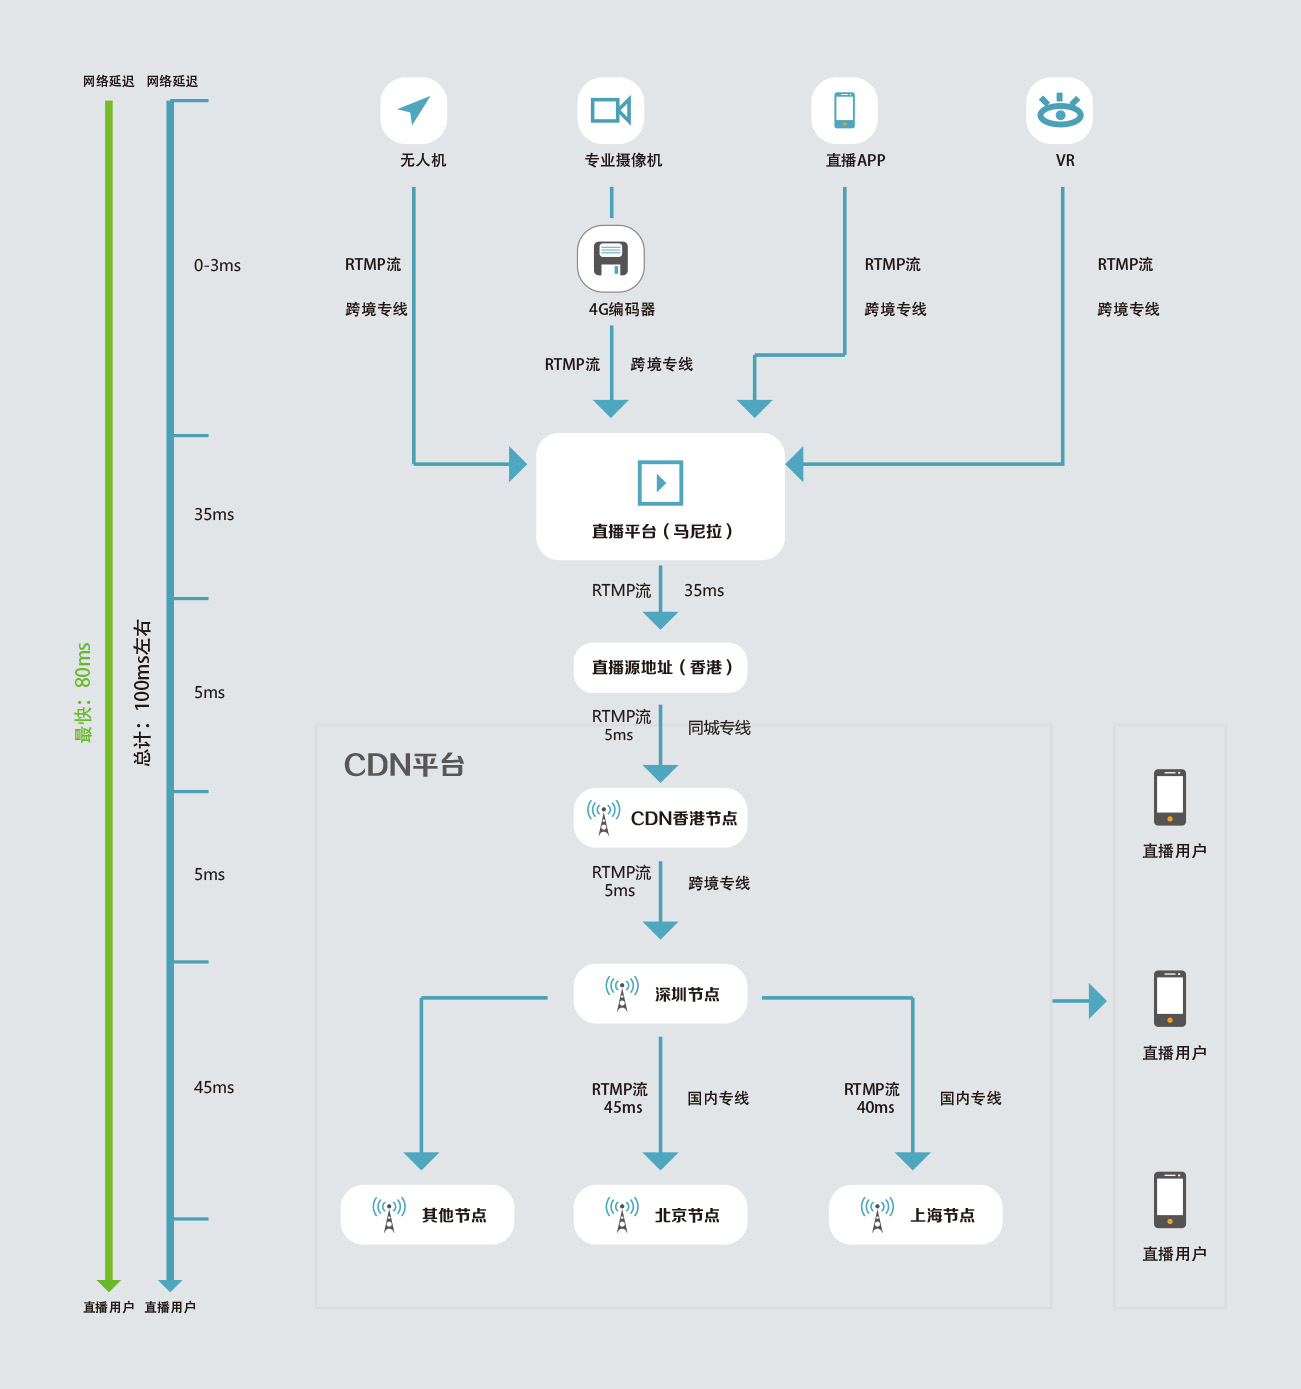 网络延迟
网络延迟
无人机
专业摄像机
直播APP
VR
0-3ms
RTMP流
跨境专线
4G编码器
RTMP流
跨境专线
RTMP流
跨境专线
RTMP流
跨境专线
35ms
直播平台（马尼拉）
RTMP流
35ms
最快：80ms
总计：100ms左右
直播源地址（香港）
5ms
RTMP流
5ms
同城专线
CDN平台
CDN香港节点
直播用户
5ms
RTMP流
5ms
跨境专线
深圳节点
直播用户
45ms
RTMP流
45ms
国内专线
RTMP流
40ms
国内专线
其他节点
北京节点
上海节点
直播用户
直播用户
直播用户